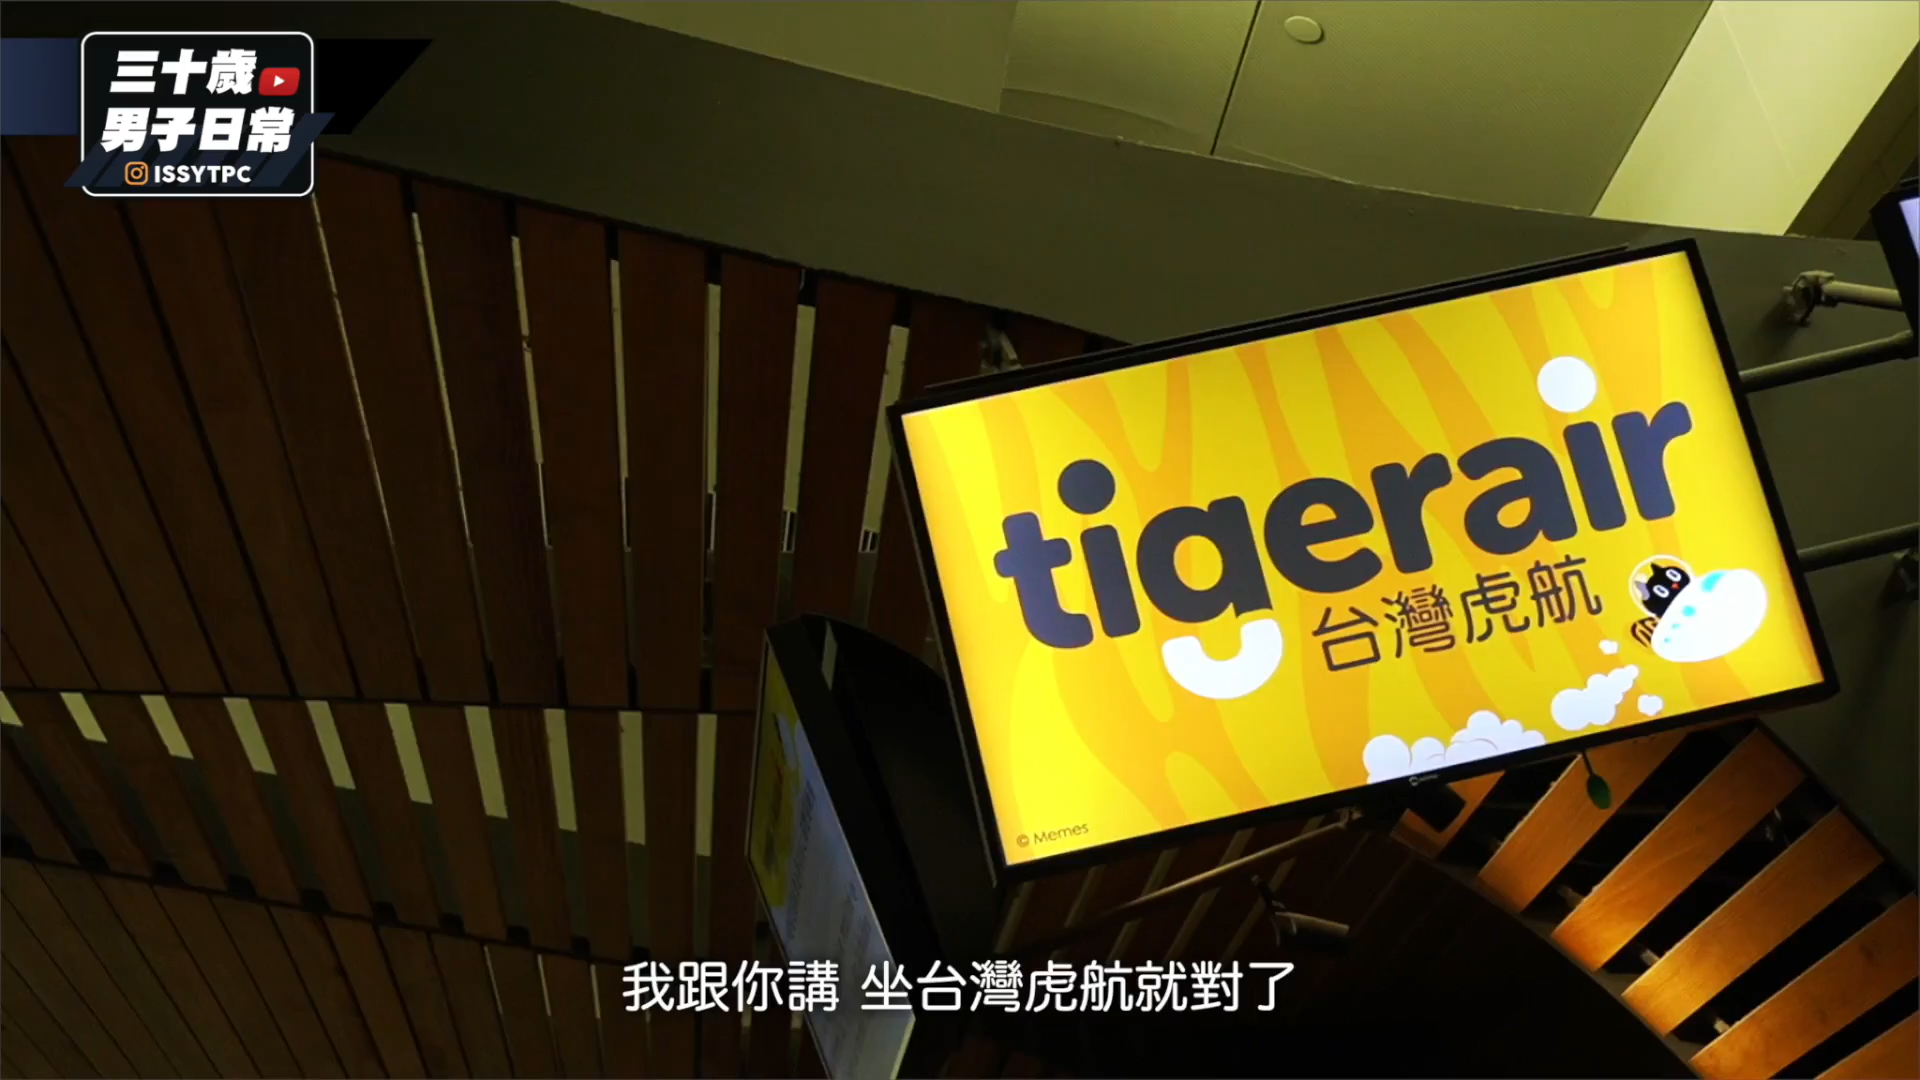 三十歲
男子日常
ISSYTPC
tigerair
台灣虎航
© Memes
我跟你講 坐台灣虎航就對了